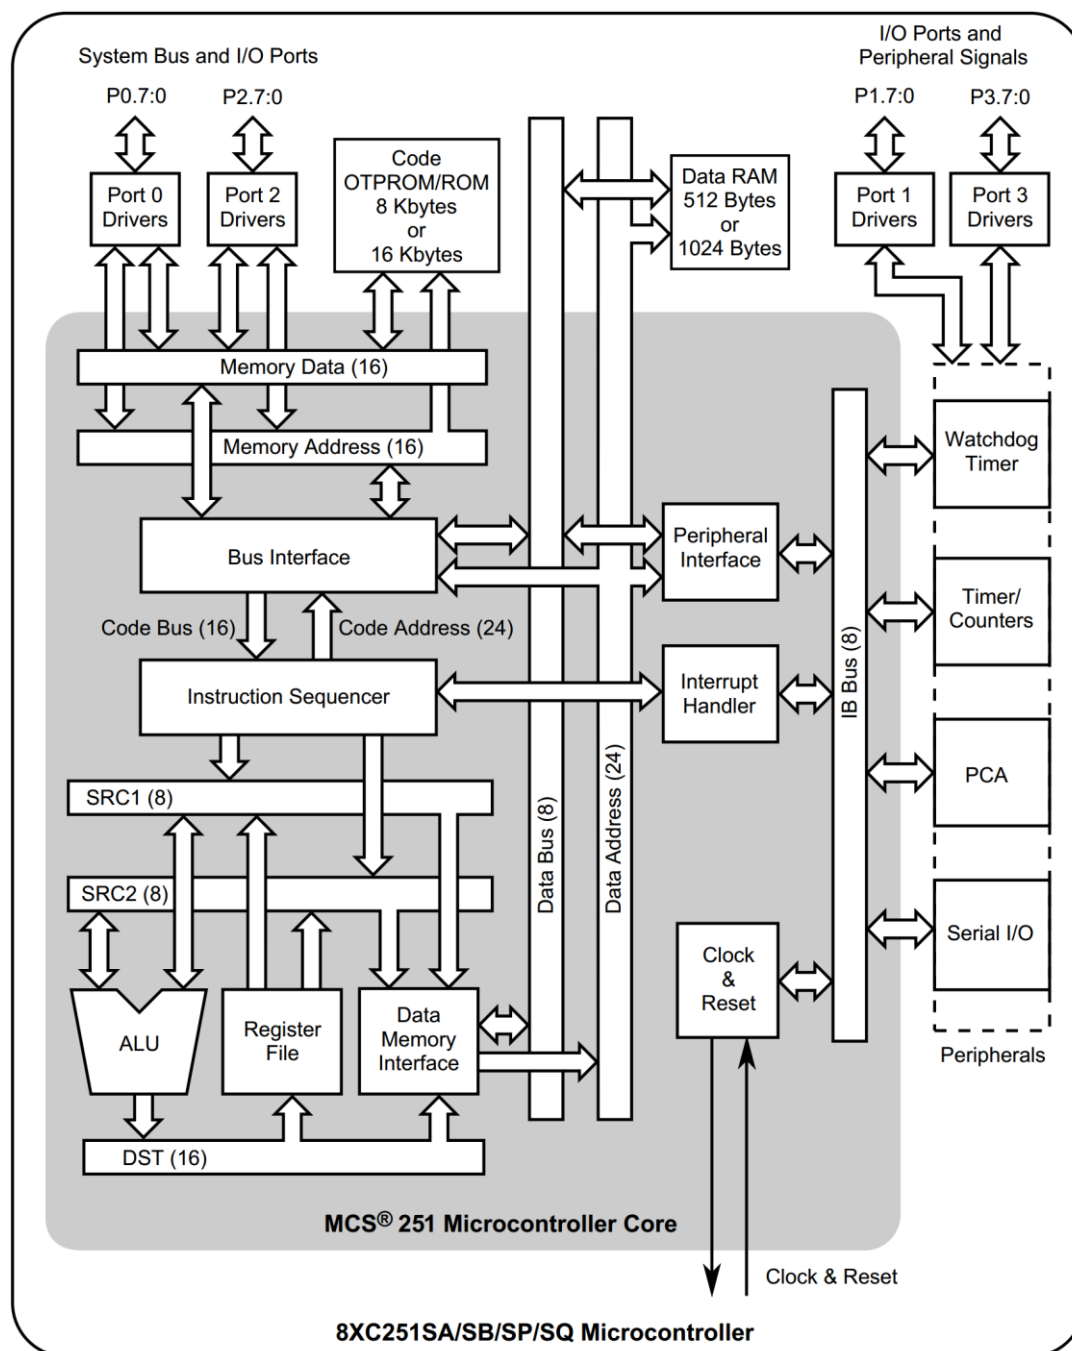 System Bus and I/O Ports
I/O Ports and
Peripheral Signals
P0.7:0
P2.7:0
P1.7:0
P3.7:0
Port 0
Drivers
Port 2
Drivers
Code
OTPROM/ROM
8 Kbytes
or
16 Kbytes
Data RAM
512 Bytes
or
1024 Bytes
Port 1
Drivers
Port 3
Drivers
Memory Data (16)
Memory Address (16)
Bus Interface
Code Bus (16)
Code Address (24)
Instruction Sequencer
SRC1 (8)
SRC2 (8)
ALU
Register
File
Data
Memory
Interface
DST (16)
Data Bus (8)
Data Address (24)
Peripheral
Interface
Interrupt
Handler
Clock
&
Reset
IB Bus (8)
Watchdog
Timer
Timer/
Counters
PCA
Serial I/O
Peripherals
MCS® 251 Microcontroller Core
Clock & Reset
8XC251SA/SB/SP/SQ Microcontroller